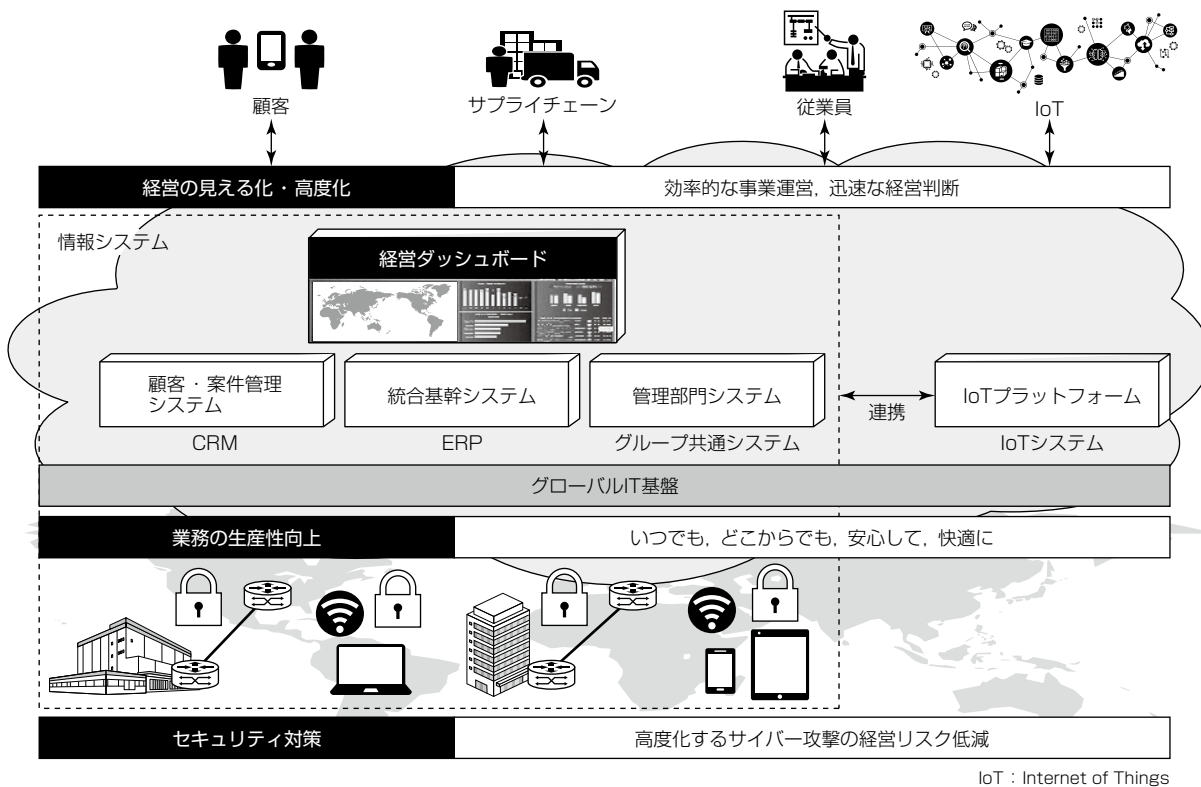 顧客
サプライチェーン
従業員
IoT
経営の見える化・高度化
効率的な事業運営, 迅速な経営判断
情報システム
経営ダッシュボード
顧客・案件管理
システム
統合基幹システム
管理部門システム
連携
IoTプラットフォーム
CRM
ERP
グループ共通システム
IoTシステム
グローバルIT基盤
業務の生産性向上
いつでも, どこからでも, 安心して, 快適に
セキュリティ対策
高度化するサイバー攻撃の経営リスク低減
IoT：Internet of Things